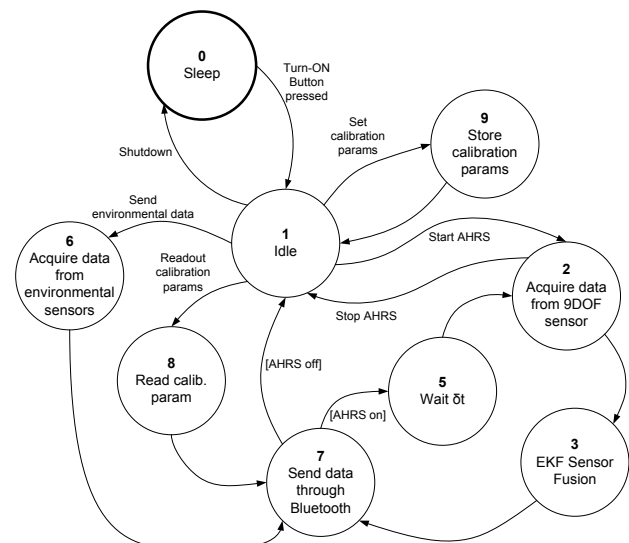 0
Sleep
Turn-ON
Button
pressed
Shutdown
Set
calibration
params
9
Store
calibration
params
Send
environmental data
1
Idle
Start AHRS
6
Acquire data
from
environmental
sensors
Readout
calibration
params
2
Acquire data
from 9DOF
sensor
Stop AHRS
8
Read calib.
param
[AHRS off]
5
Wait δt
[AHRS on]
7
Send data
through
Bluetooth
3
EKF Sensor
Fusion